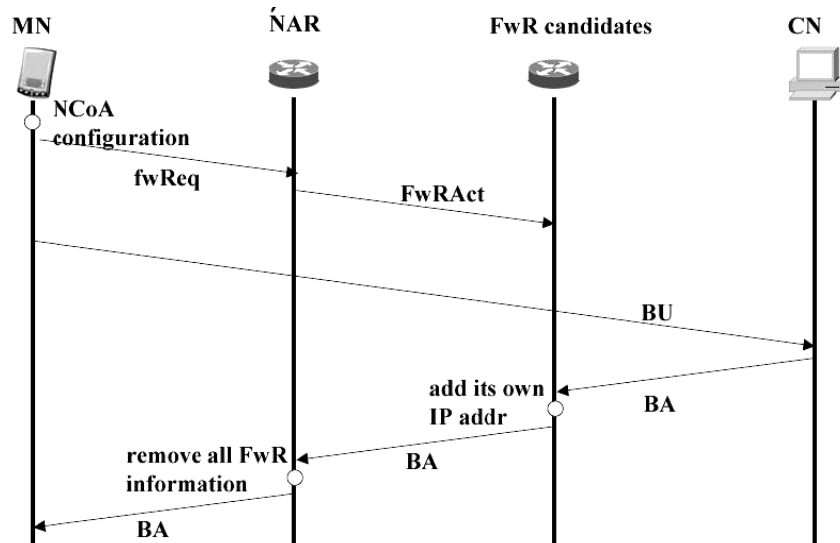 MN
ŃAR
FwR candidates
CN
NCoA
configuration
fwReq
FwRAct
BU
add its own
IP addr
BA
remove all FwR
information
BA
BA